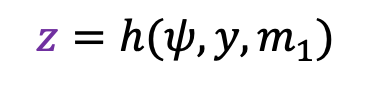 z = h(ψ, y, m₁)